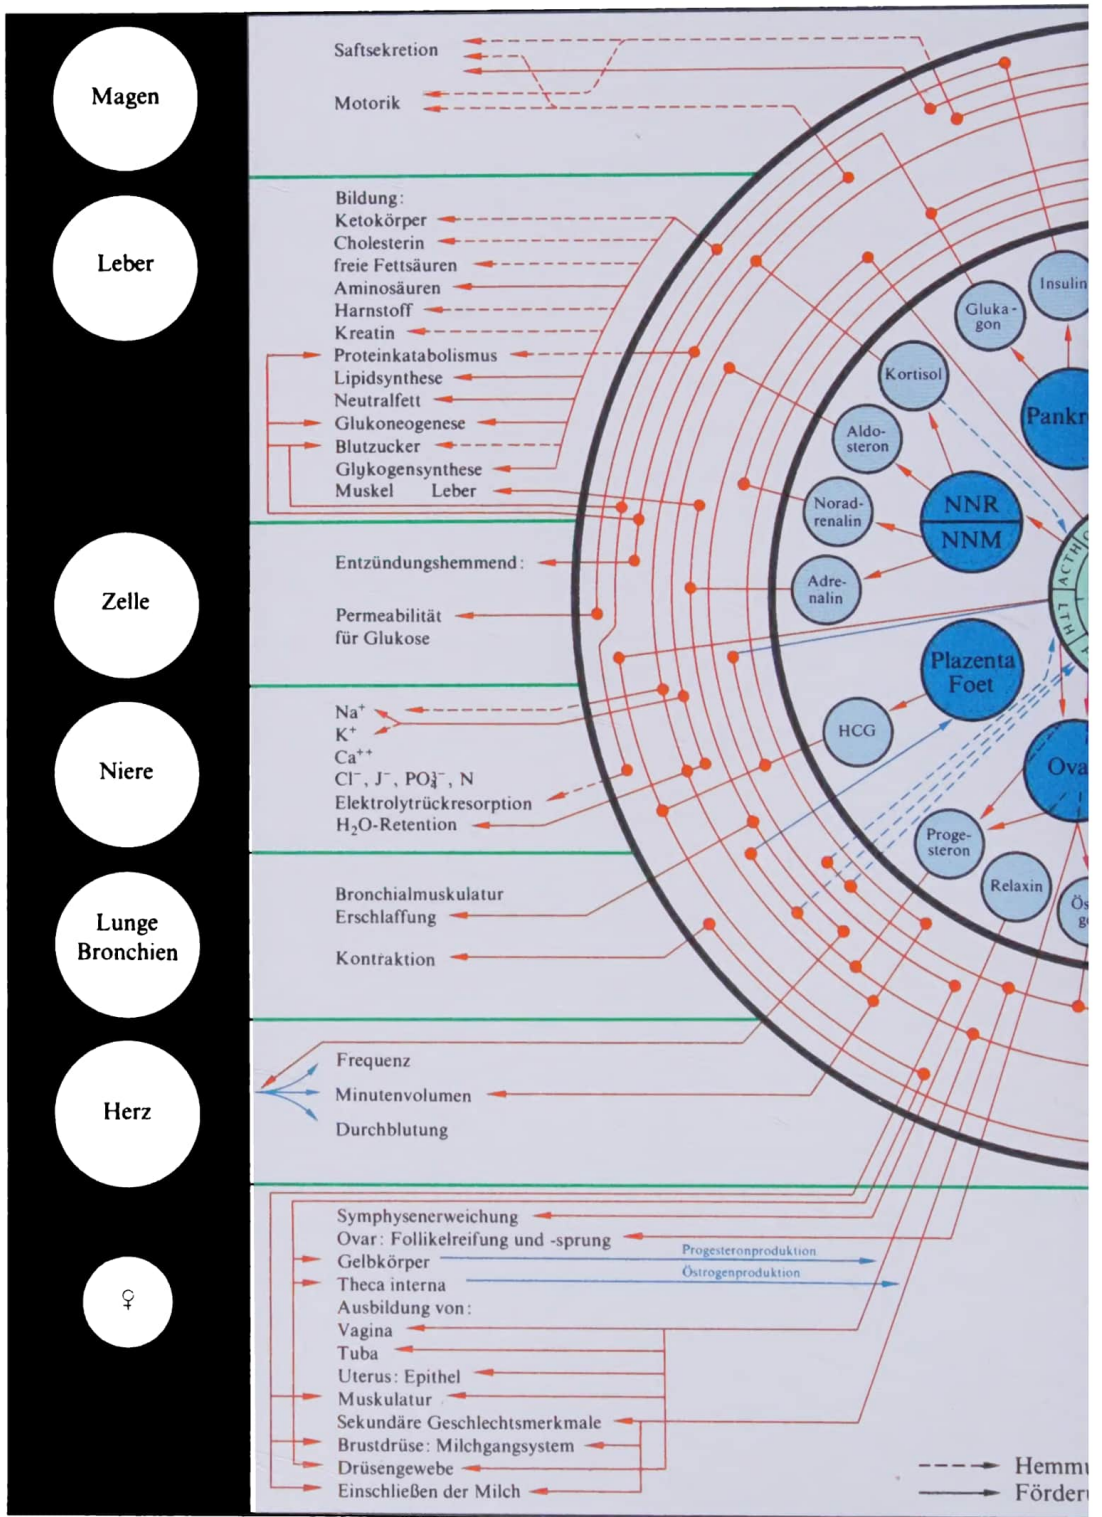 Magen
Saftsekretion
Motorik
Leber
Bildung:
Ketokörper
Cholesterin
freie Fettsäuren
Aminosäuren
Harnstoff
Kreatin
Proteinkatabolismus
Lipidsynthese
Neutralfett
Glukoneogenese
Blutzucker
Glykogensynthese
Muskel Leber
Zelle
Entzündungshemmend:
Permeabilität
für Glukose
Niere
Na⁺
K⁺
Ca⁺⁺
Cl⁻, J⁻, PO₄³⁻, N
Elektrolytrückresorption
H₂O-Retention
Lunge
Bronchien
Bronchialmuskulatur
Erschlaffung
Kontraktion
Herz
Frequenz
Minutenvolumen
Durchblutung
♀
Symphysenerweichung
Ovar: Follikelreifung und -sprung
Gelbkörper
Progesteronproduktion
Theca interna
Östrogenproduktion
Ausbildung von:
Vagina
Tuba
Uterus: Epithel
Muskulatur
Sekundäre Geschlechtsmerkmale
Brustdrüse: Milchgangsystem
Drüsengewebe
Einschließen der Milch
Insulin
Gluka-
gon
Kortisol
Pankr
Aldo-
steron
Norad-
renalin
NNR
NNM
Adre-
nalin
ACTH
LTH
Plazenta
Foet
HCG
Ova
Proge-
steron
Relaxin
Ös
g
Hemmu
Förder